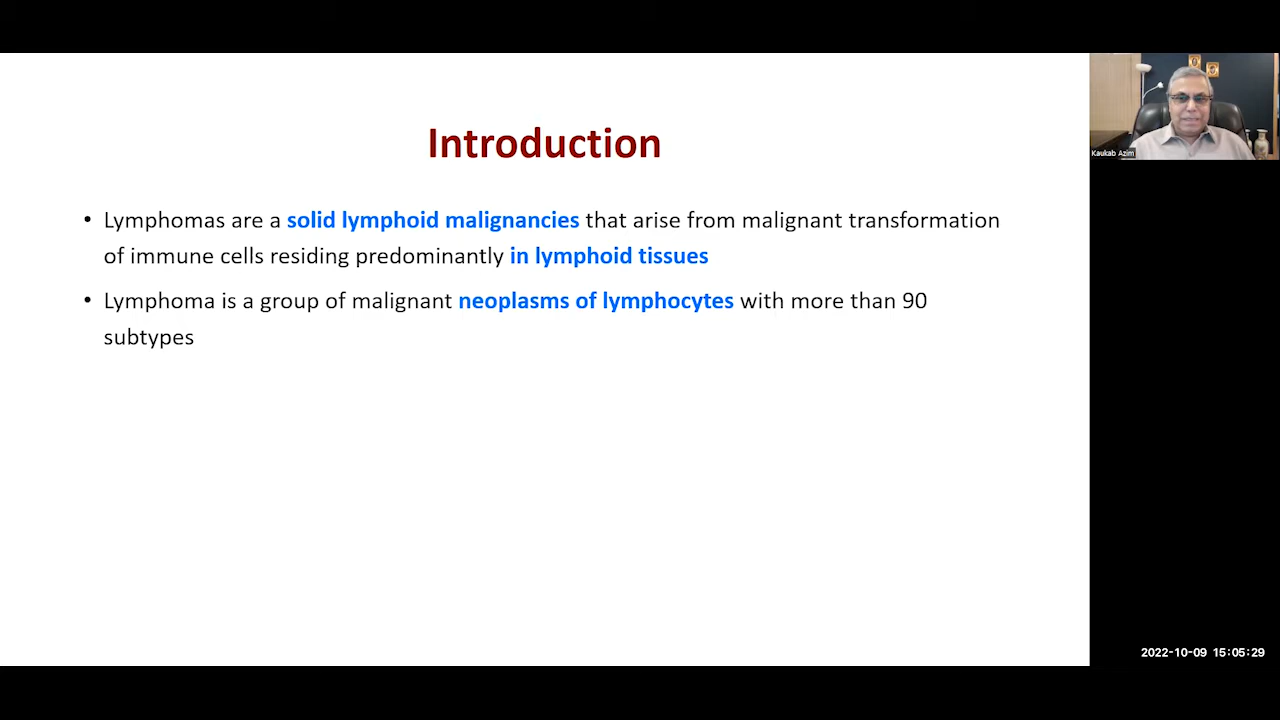 Introduction
• Lymphomas are a solid lymphoid malignancies that arise from malignant transformation
of immune cells residing predominantly in lymphoid tissues
• Lymphoma is a group of malignant neoplasms of lymphocytes with more than 90
subtypes
Kaukab Azim
2022-10-09 15:05:29